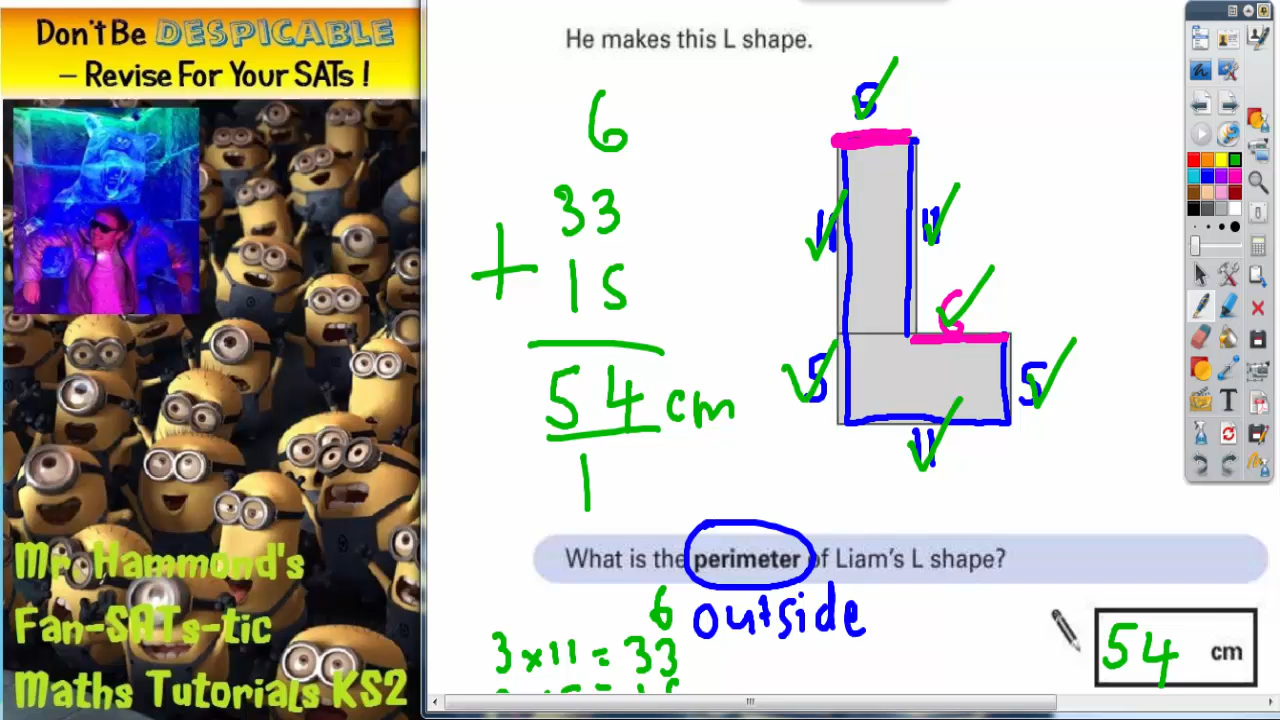 Don't Be DESPICABLE
– Revise For Your SATs !
Mr Hammond's
Fan-SATs-tic
Maths Tutorials KS2
He makes this L shape.
6
33
+ 15
54 cm
1
5
11
11
6
5
5
11
What is the perimeter of Liam's L shape?
outside
6
3 x 11 = 33
54 cm